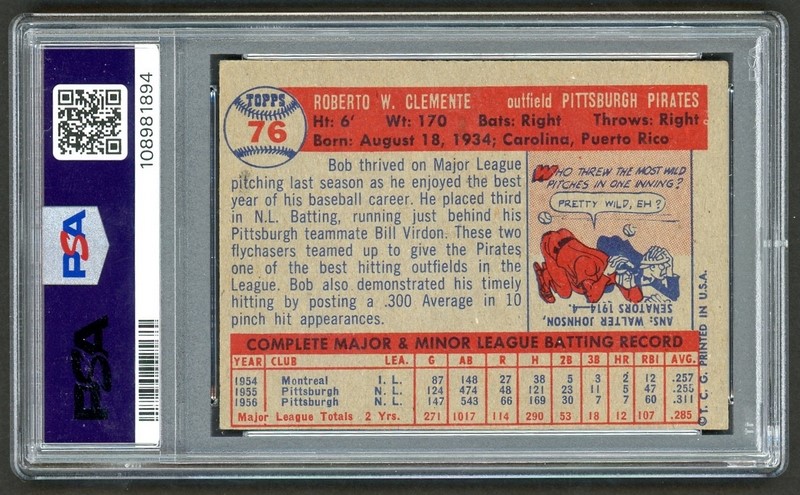 108981894
PSA
PSA
TOPPS
76
ROBERTO W. CLEMENTE outfield PITTSBURGH PIRATES
Ht: 6' Wt: 170 Bats: Right Throws: Right
Born: August 18, 1934; Carolina, Puerto Rico
Bob thrived on Major League
pitching last season as he enjoyed the best
year of his baseball career. He placed third
in N.L. Batting, running just behind his
Pittsburgh teammate Bill Virdon. These two
flychasers teamed up to give the Pirates
one of the best hitting outfields in the
League. Bob also demonstrated his timely
hitting by posting a .300 Average in 10
pinch hit appearances.
WHO THREW THE MOST WILD
PITCHES IN ONE INNING?
PRETTY WILD, EH?
ANS: WALTER JOHNSON,
SENATORS 1914-4.
COMPLETE MAJOR & MINOR LEAGUE BATTING RECORD
YEAR CLUB LEA. G AB R H 2B 3B HR RBI AVG.
1954 Montreal I. L. 87 148 27 38 5 3 2 12 .257
1955 Pittsburgh N. L. 124 474 48 121 23 11 5 47 .255
1956 Pittsburgh N. L. 147 543 66 169 30 7 7 60 .311
Major League Totals 2 Yrs. 271 1017 114 290 53 18 12 107 .285
© T. C. G. PRINTED IN U.S.A.